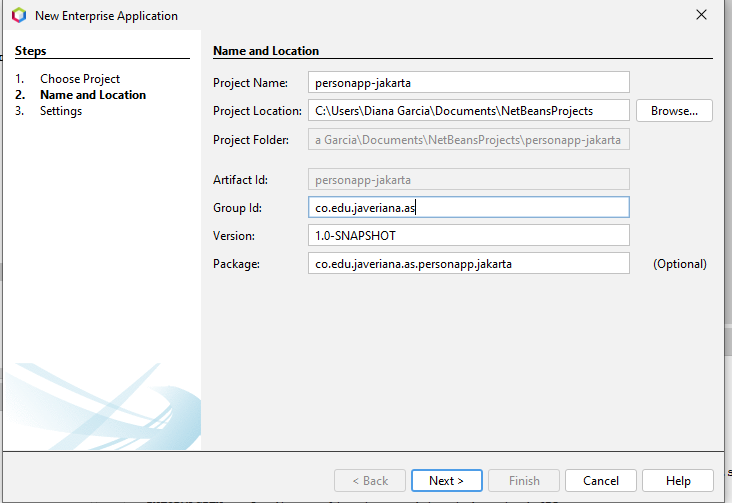 New Enterprise Application
Steps
1. Choose Project
2. Name and Location
3. Settings
Name and Location
Project Name: personapp-jakarta
Project Location: C:\Users\Diana Garcia\Documents\NetBeansProjects Browse...
Project Folder: a Garcia\Documents\NetBeansProjects\personapp-jakarta
Artifact Id: personapp-jakarta
Group Id: co.edu.javeriana.as
Version: 1.0-SNAPSHOT
Package: co.edu.javeriana.as.personapp.jakarta (Optional)
< Back Next > Finish Cancel Help